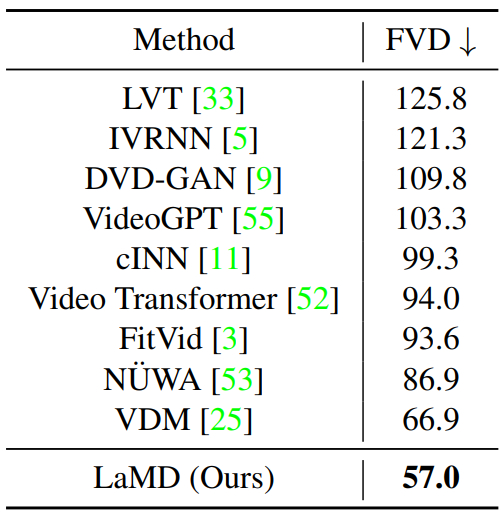 Method FVD ↓
LVT [33] 125.8
IVRNN [5] 121.3
DVD-GAN [9] 109.8
VideoGPT [55] 103.3
cINN [11] 99.3
Video Transformer [52] 94.0
FitVid [3] 93.6
NÜWA [53] 86.9
VDM [25] 66.9
LaMD (Ours) 57.0